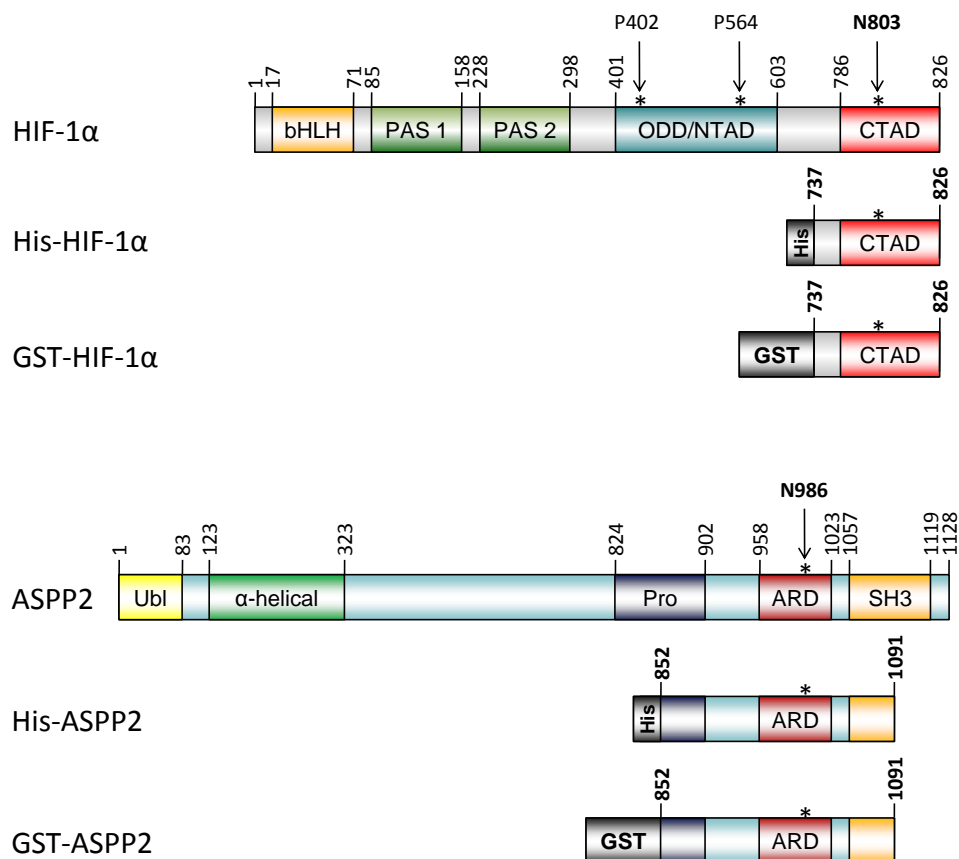 P402 P564 N803
1 17 71 85 158 228 298 401 603 786 826
* * *
HIF-1α bHLH PAS 1 PAS 2 ODD/NTAD CTAD
737 826
*
His-HIF-1α His CTAD
737 826
*
GST-HIF-1α GST CTAD
N986
1 83 123 323 824 902 958 1023 1057 1119 1128
*
ASPP2 Ubl α-helical Pro ARD SH3
852 1091
*
His-ASPP2 His ARD
852 1091
*
GST-ASPP2 GST ARD